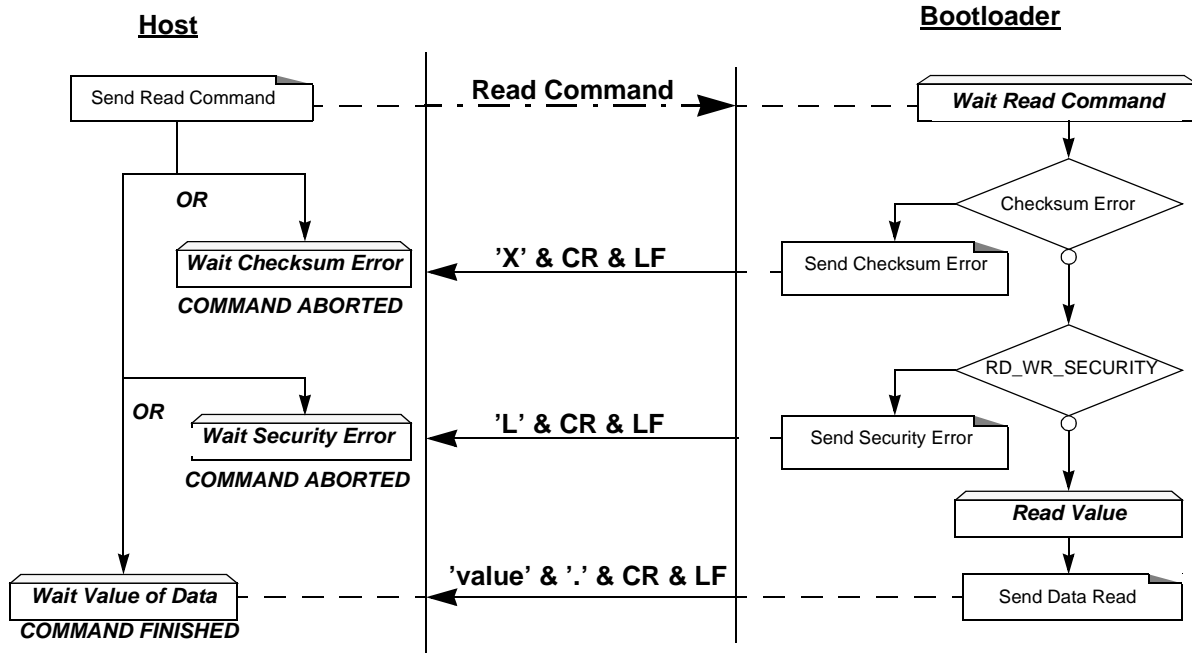 Host
Bootloader
Send Read Command
Read Command
Wait Read Command
OR
Checksum Error
Wait Checksum Error
’X’ & CR & LF
Send Checksum Error
COMMAND ABORTED
RD_WR_SECURITY
OR
Wait Security Error
’L’ & CR & LF
Send Security Error
COMMAND ABORTED
Read Value
’value’ & ’.’ & CR & LF
Wait Value of Data
Send Data Read
COMMAND FINISHED